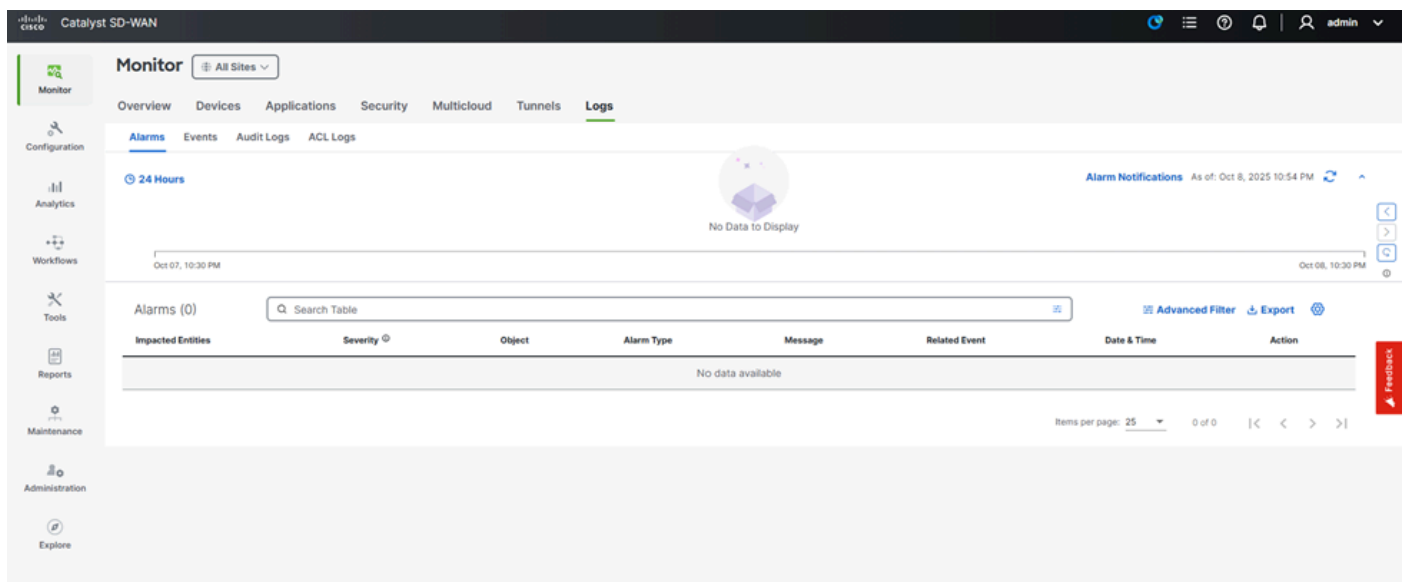 cisco Catalyst SD-WAN admin
Monitor All Sites
Monitor
Overview Devices Applications Security Multicloud Tunnels Logs
Configuration
Alarms Events Audit Logs ACL Logs
24 Hours
Alarm Notifications As of: Oct 8, 2025 10:54 PM
Analytics
No Data to Display
Workflows
Oct 07, 10:30 PM Oct 08, 10:30 PM
Tools
Alarms (0) Search Table Advanced Filter Export
Impacted Entities Severity Object Alarm Type Message Related Event Date & Time Action
No data available
Reports
Feedback
Maintenance
Items per page: 25 0 of 0
Administration
Explore